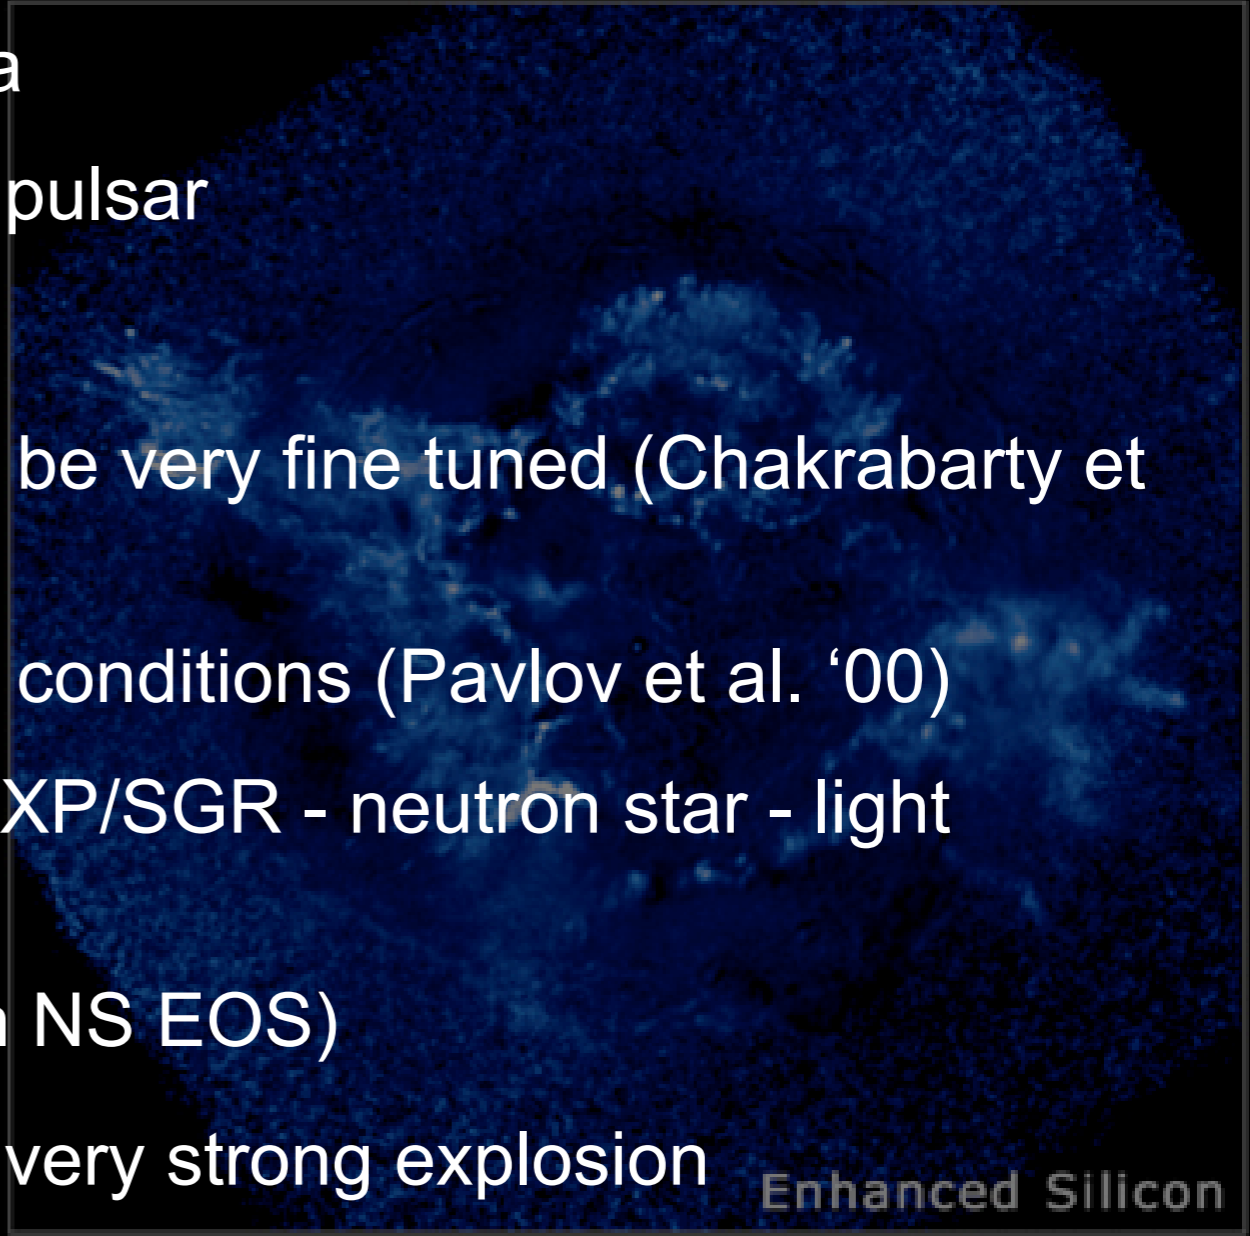 a
pulsar
be very fine tuned (Chakrabarty et
conditions (Pavlov et al. ‘00)
XP/SGR - neutron star - light
NS EOS)
very strong explosion
Enhanced Silicon